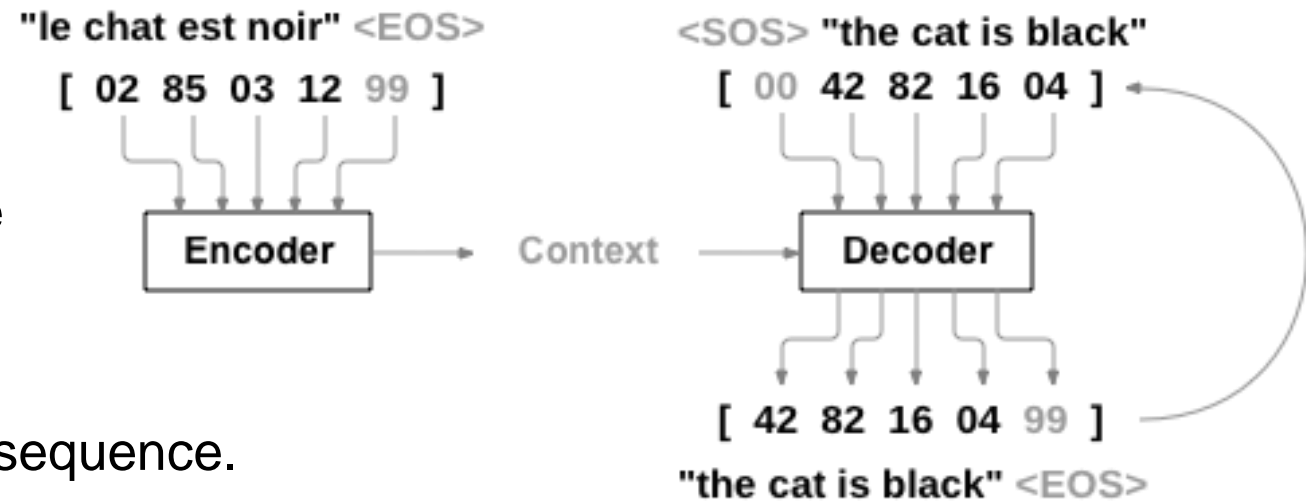 "le chat est noir" <EOS>
[ 02 85 03 12 99 ]
Encoder
Context
<SOS> "the cat is black"
[ 00 42 82 16 04 ]
Decoder
[ 42 82 16 04 99 ]
"the cat is black" <EOS>
sequence.